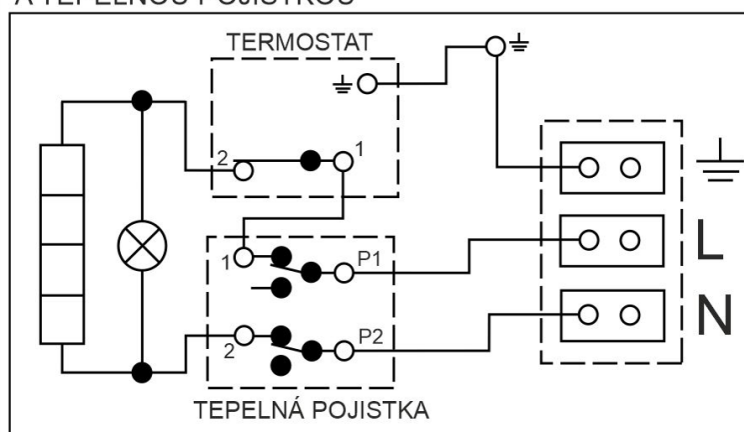 A TEPELNOU POJISTKOU
TERMOSTAT
2
1
1
P1
L
2
P2
N
TEPELNÁ POJISTKA